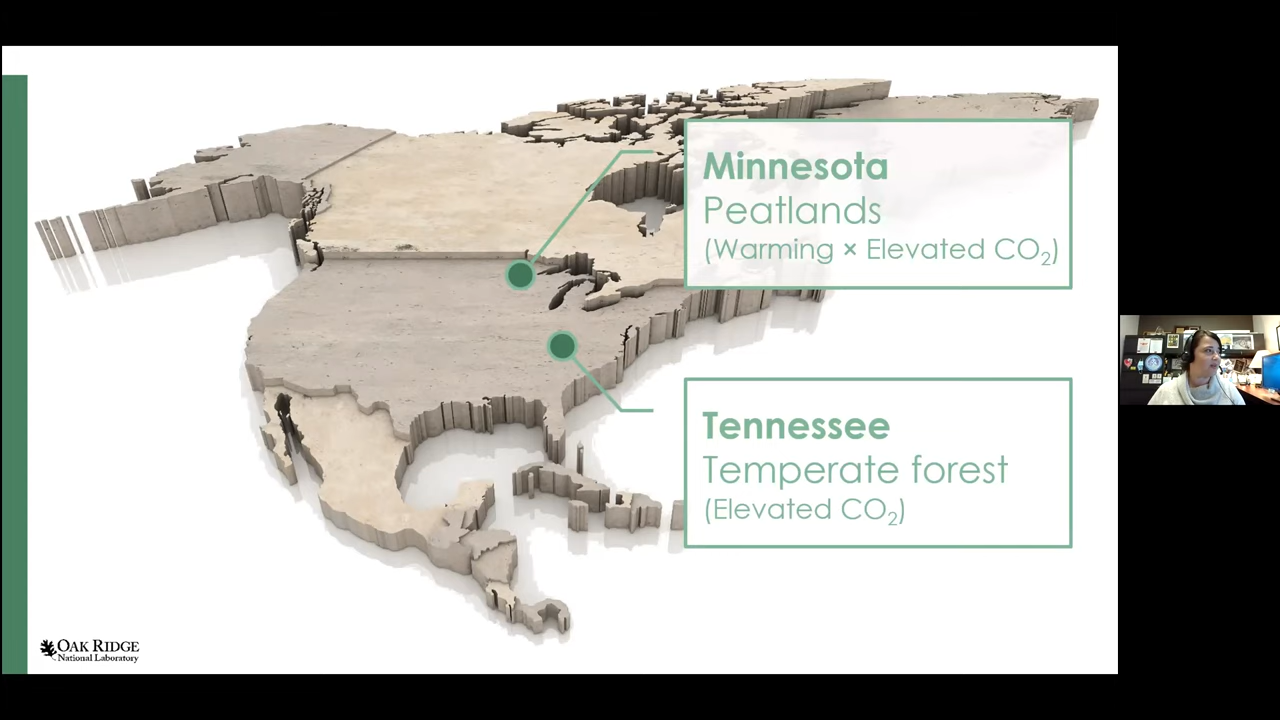 Minnesota
Peatlands
(Warming × Elevated CO₂)
Tennessee
Temperate forest
(Elevated CO₂)
OAK RIDGE
National Laboratory